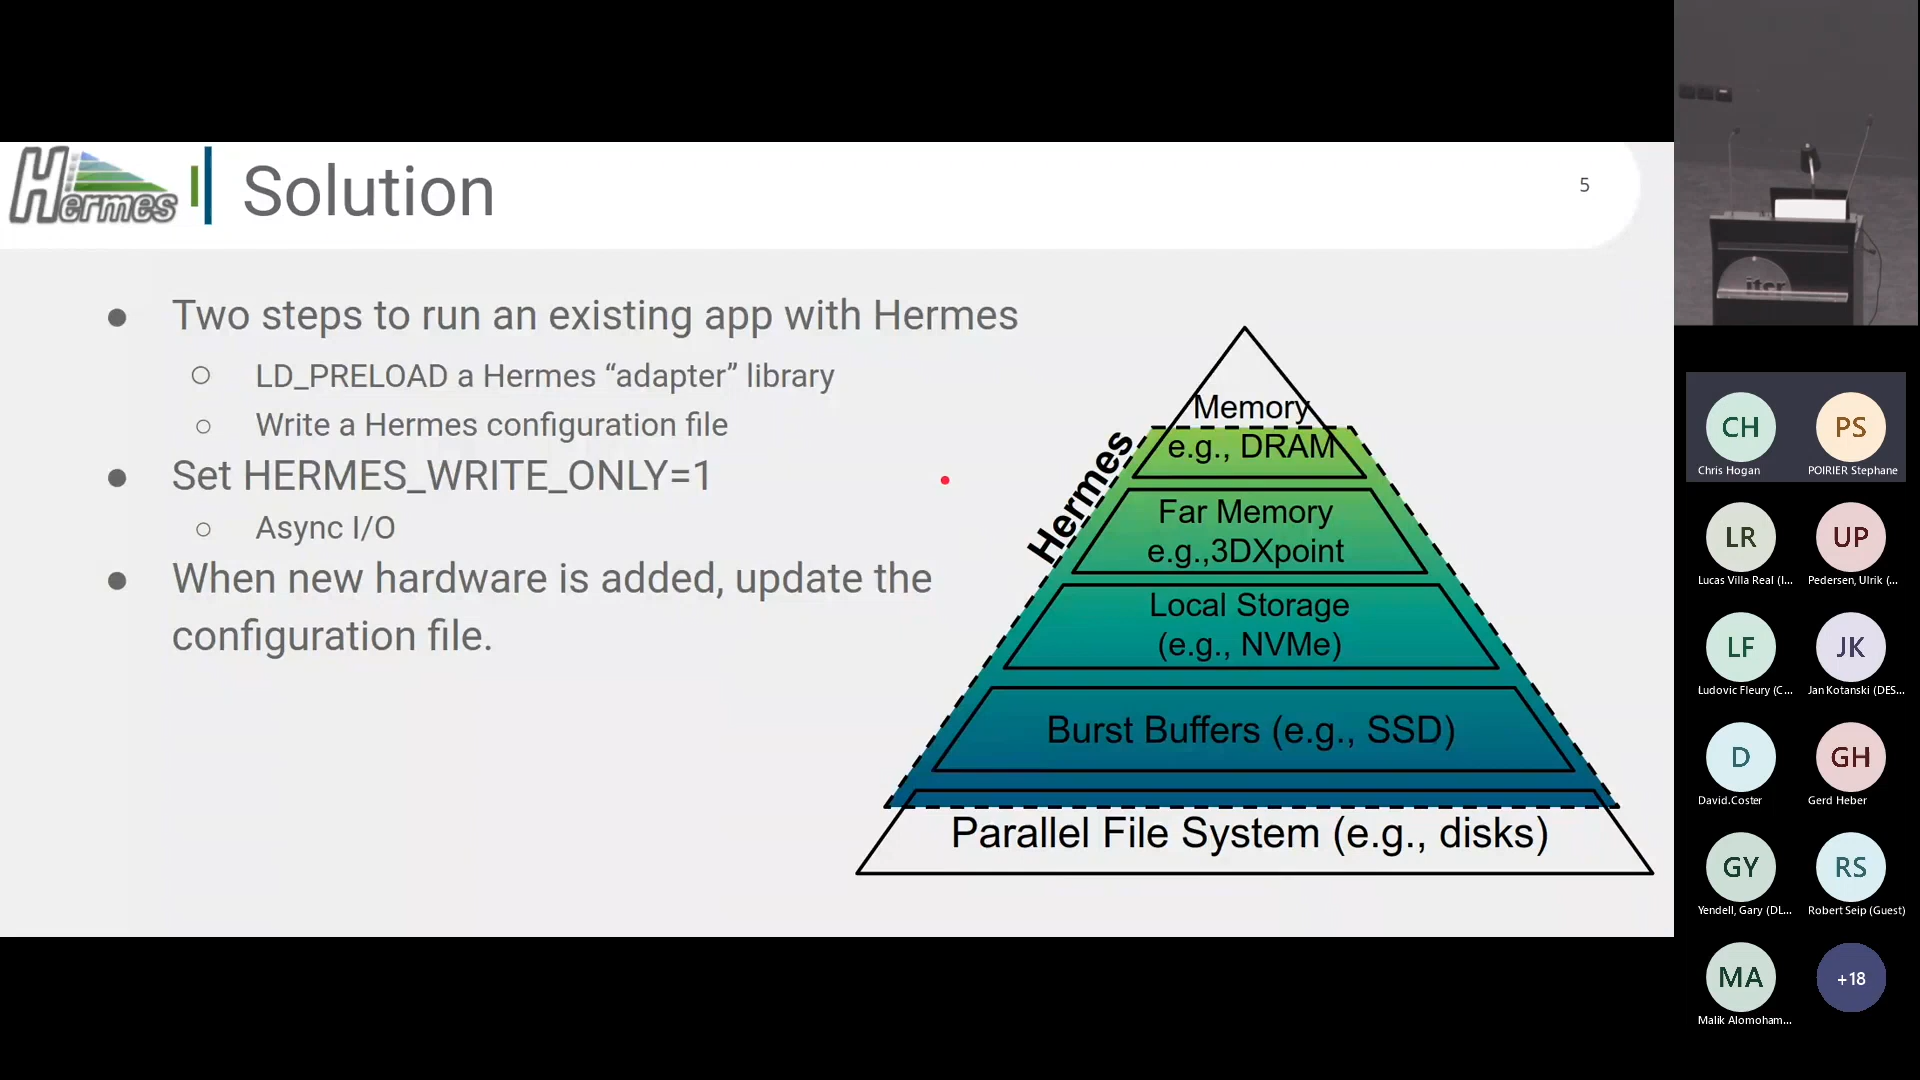 Hermes
Solution
5
● Two steps to run an existing app with Hermes
○ LD_PRELOAD a Hermes “adapter” library
○ Write a Hermes configuration file
● Set HERMES_WRITE_ONLY=1
○ Async I/O
● When new hardware is added, update the
configuration file.
Hermes
Memory
e.g., DRAM
Far Memory
e.g.,3DXpoint
Local Storage
(e.g., NVMe)
Burst Buffers (e.g., SSD)
Parallel File System (e.g., disks)
iter
CH
Chris Hogan
PS
POIRIER Stephane
LR
Lucas Villa Real (I...
UP
Pedersen, Ulrik (...
LF
Ludovic Fleury (C...
JK
Jan Kotanski (DES...
D
David.Coster
GH
Gerd Heber
GY
Yendell, Gary (DL...
RS
Robert Seip (Guest)
MA
Malik Alomoham...
+18